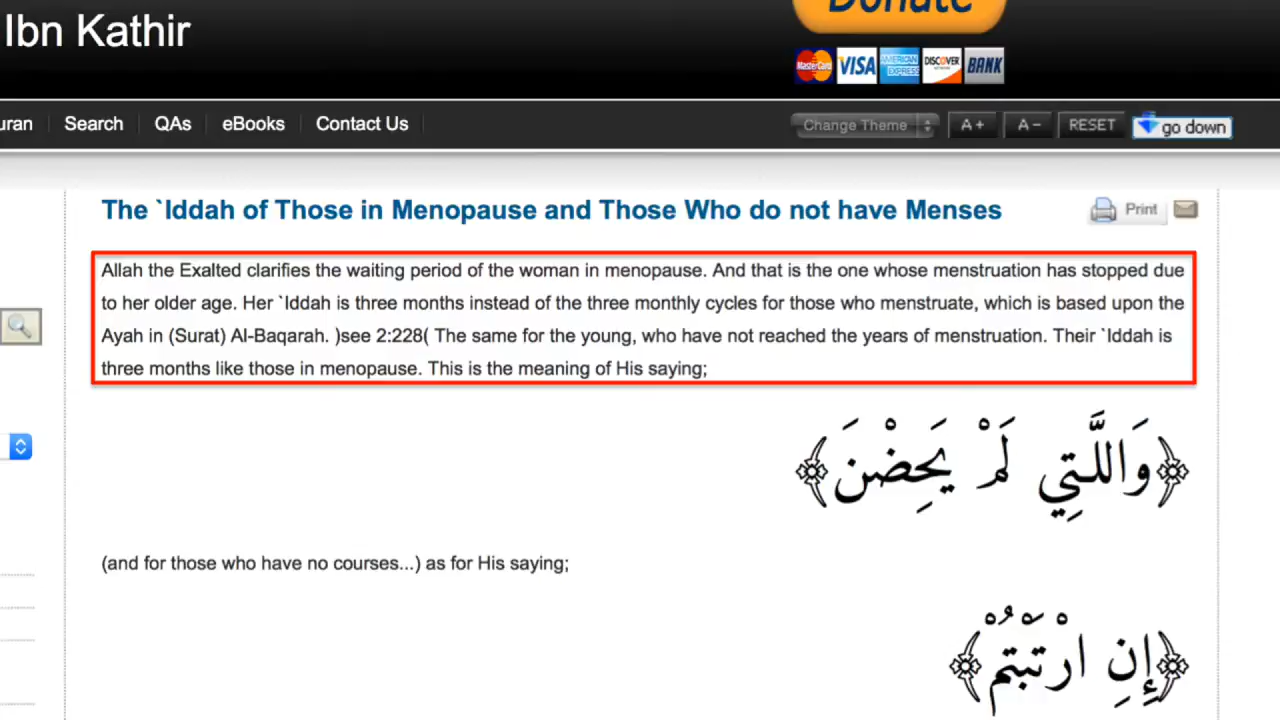 Ibn Kathir
Donate
MasterCard VISA AMERICAN EXPRESS DISCOVER BANK
uran Search QAs eBooks Contact Us Change Theme A+ A- RESET go down
The `Iddah of Those in Menopause and Those Who do not have Menses Print
Allah the Exalted clarifies the waiting period of the woman in menopause. And that is the one whose menstruation has stopped due
to her older age. Her `Iddah is three months instead of the three monthly cycles for those who menstruate, which is based upon the
Ayah in (Surat) Al-Baqarah. )see 2:228( The same for the young, who have not reached the years of menstruation. Their `Iddah is
three months like those in menopause. This is the meaning of His saying;
﴿وَاللَّـتِي لَمْ يَحِضْنَ﴾
(and for those who have no courses...) as for His saying;
﴿إِنِ ارْتَبْتُمْ﴾